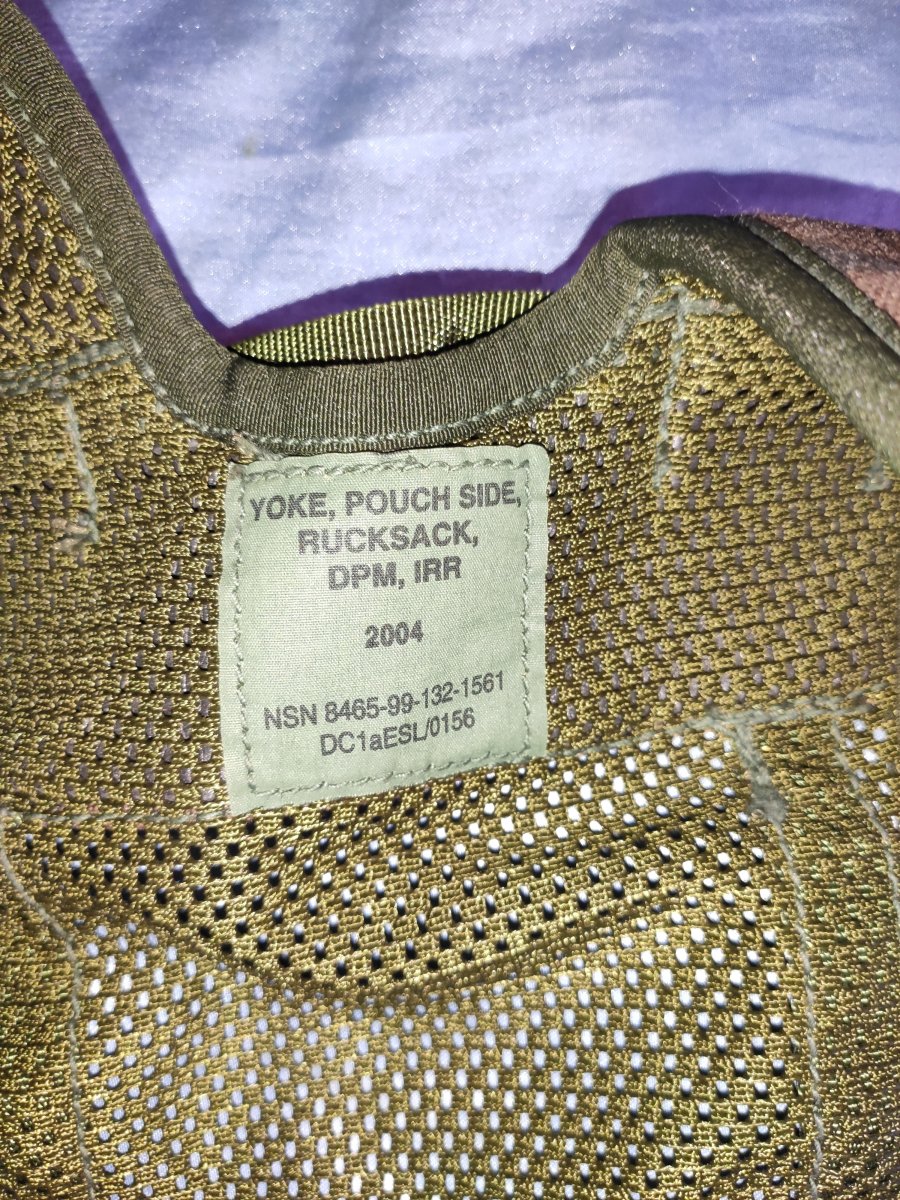 YOKE, POUCH SIDE,
RUCKSACK,
DPM, IRR
2004
NSN 8465-99-132-1561
DC1aESL/0156